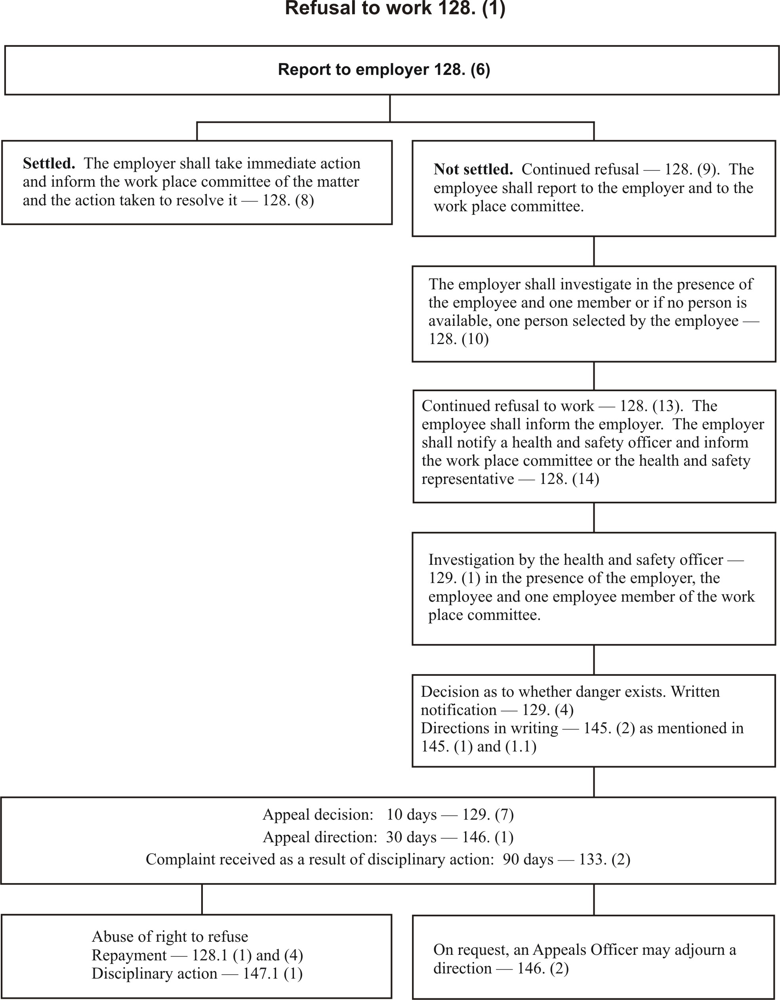 Refusal to work 128. (1)
Report to employer 128. (6)
Settled.  The employer shall take immediate action
and inform the work place committee of the matter
and the action taken to resolve it — 128. (8)
Not settled.  Continued refusal — 128. (9).  The
employee shall report to the employer and to the
work place committee.
The employer shall investigate in the presence of
the employee and one member or if no person is
available, one person selected by the employee —
128. (10)
Continued refusal to work — 128. (13).  The
employee shall inform the employer.  The employer
shall notify a health and safety officer and inform
the work place committee or the health and safety
representative — 128. (14)
Investigation by the health and safety officer —
129. (1) in the presence of the employer, the
employee and one employee member of the work
place committee.
Decision as to whether danger exists. Written
notification — 129. (4)
Directions in writing — 145. (2) as mentioned in
145. (1) and (1.1)
Appeal decision:   10 days — 129. (7)
Appeal direction:  30 days — 146. (1)
Complaint received as a result of disciplinary action:  90 days — 133. (2)
Abuse of right to refuse
Repayment — 128.1 (1) and (4)
Disciplinary action — 147.1 (1)
On request, an Appeals Officer may adjourn a
direction — 146. (2)